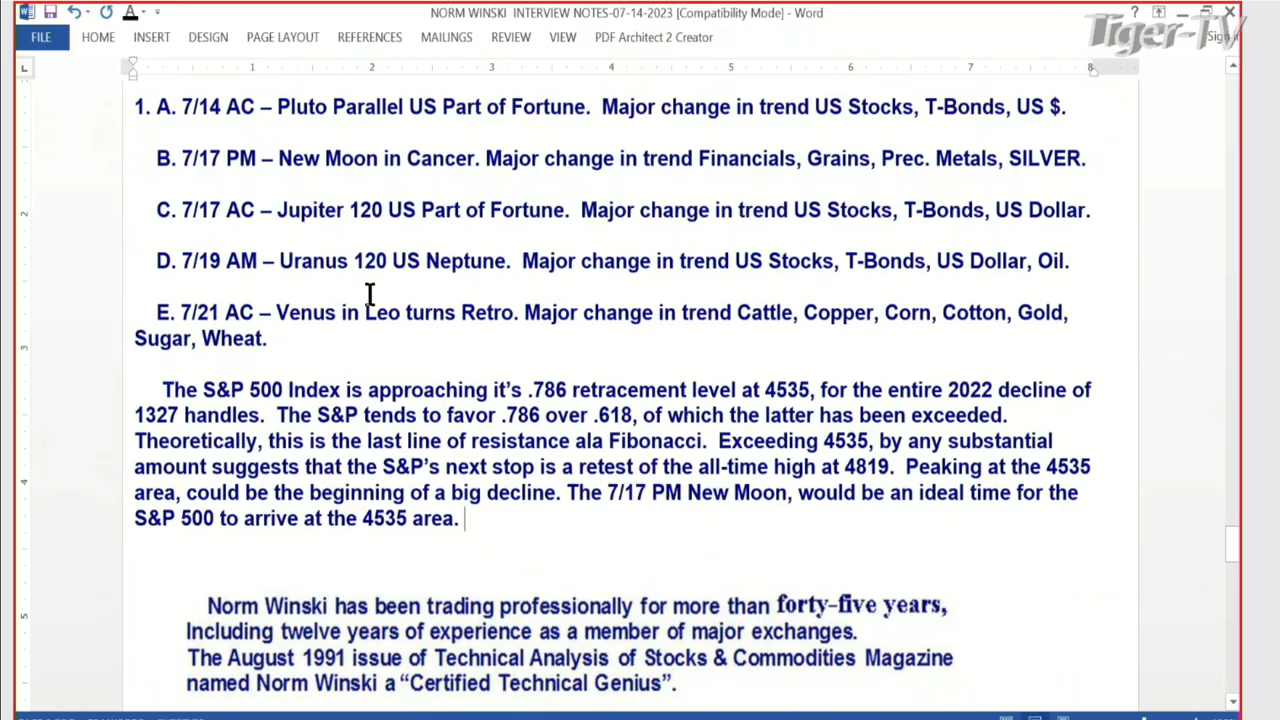 NORM WINSKI  INTERVIEW NOTES-07-14-2023 [Compatibility Mode] - Word
Tiger-TV
FILE HOME INSERT DESIGN PAGE LAYOUT REFERENCES MAILINGS REVIEW VIEW PDF Architect 2 Creator Sign
1 2 3 4 5 6 7 8
1. A. 7/14 AC – Pluto Parallel US Part of Fortune.  Major change in trend US Stocks, T-Bonds, US $.
B. 7/17 PM – New Moon in Cancer. Major change in trend Financials, Grains, Prec. Metals, SILVER.
C. 7/17 AC – Jupiter 120 US Part of Fortune.  Major change in trend US Stocks, T-Bonds, US Dollar.
D. 7/19 AM – Uranus 120 US Neptune.  Major change in trend US Stocks, T-Bonds, US Dollar, Oil.
E. 7/21 AC – Venus in Leo turns Retro. Major change in trend Cattle, Copper, Corn, Cotton, Gold,
Sugar, Wheat.
The S&P 500 Index is approaching it's .786 retracement level at 4535, for the entire 2022 decline of
1327 handles.  The S&P tends to favor .786 over .618, of which the latter has been exceeded.
Theoretically, this is the last line of resistance ala Fibonacci.  Exceeding 4535, by any substantial
amount suggests that the S&P's next stop is a retest of the all-time high at 4819.  Peaking at the 4535
area, could be the beginning of a big decline. The 7/17 PM New Moon, would be an ideal time for the
S&P 500 to arrive at the 4535 area.
Norm Winski has been trading professionally for more than forty-five years,
Including twelve years of experience as a member of major exchanges.
The August 1991 issue of Technical Analysis of Stocks & Commodities Magazine
named Norm Winski a "Certified Technical Genius".